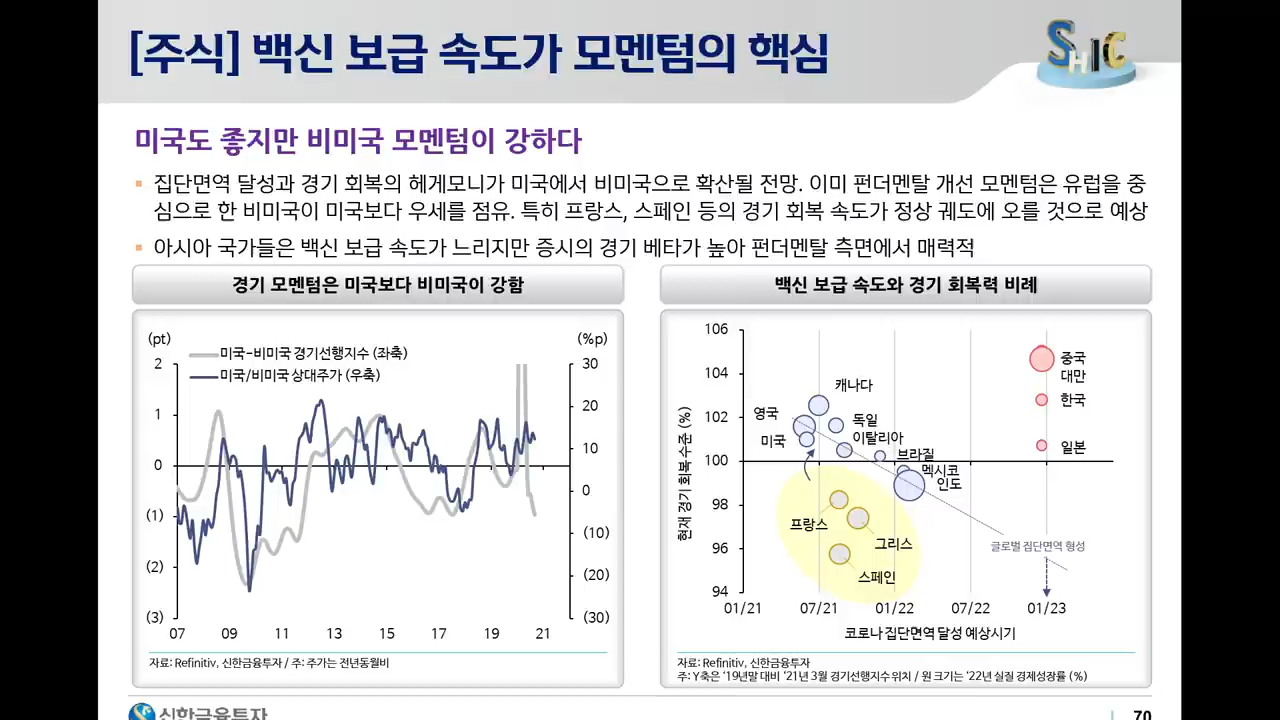 [주식] 백신 보급 속도가 모멘텀의 핵심
SHIC
미국도 좋지만 비미국 모멘텀이 강하다
▪ 집단면역 달성과 경기 회복의 헤게모니가 미국에서 비미국으로 확산될 전망. 이미 펀더멘탈 개선 모멘텀은 유럽을 중
심으로 한 비미국이 미국보다 우세를 점유. 특히 프랑스, 스페인 등의 경기 회복 속도가 정상 궤도에 오를 것으로 예상
▪ 아시아 국가들은 백신 보급 속도가 느리지만 증시의 경기 베타가 높아 펀더멘탈 측면에서 매력적
경기 모멘텀은 미국보다 비미국이 강함
(pt)
(%p)
미국-비미국 경기선행지수 (좌축)
미국/비미국 상대주가 (우축)
2
1
0
(1)
(2)
(3)
30
20
10
0
(10)
(20)
(30)
07 09 11 13 15 17 19 21
자료: Refinitiv, 신한금융투자 / 주: 주가는 전년동월비
백신 보급 속도와 경기 회복력 비례
현재 경기 회복 수준 (%)
106
104
102
100
98
96
94
캐나다
영국
독일
미국
이탈리아
브라질
멕시코
인도
프랑스
그리스
스페인
중국
대만
한국
일본
글로벌 집단면역 형성
01/21 07/21 01/22 07/22 01/23
코로나 집단면역 달성 예상시기
자료: Refinitiv, 신한금융투자
주: Y축은 ‘19년말 대비 ‘21년 3월 경기선행지수 위치 / 원 크기는 ‘22년 실질 경제성장률 (%)
신한금융투자
70